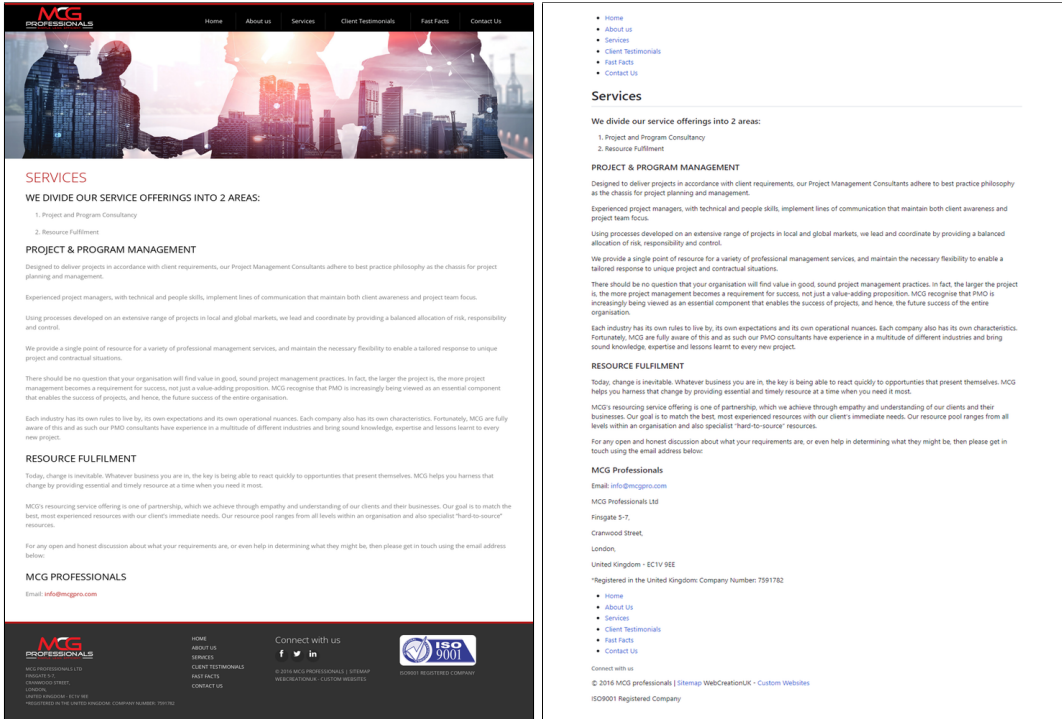 MCG
PROFESSIONALS
Home
About us
Services
Client Testimonials
Fast Facts
Contact Us
SERVICES
WE DIVIDE OUR SERVICE OFFERINGS INTO 2 AREAS:
1. Project and Program Consultancy
2. Resource Fulfilment
PROJECT & PROGRAM MANAGEMENT
Designed to deliver projects in accordance with client requirements, our Project Management Consultants adhere to best practice philosophy as the chassis for project
planning and management.
Experienced project managers, with technical and people skills, implement lines of communication that maintain both client awareness and project team focus.
Using processes developed on an extensive range of projects in local and global markets, we lead and coordinate by providing a balanced allocation of risk, responsibility
and control.
We provide a single point of resource for a variety of professional management services, and maintain the necessary flexibility to enable a tailored response to unique
project and contractual situations.
There should be no question that your organisation will find value in good, sound project management practices. In fact, the larger the project is, the more project
management becomes a requirement for success, not just a value-adding proposition. MCG recognise that PMO is increasingly being viewed as an essential component
that enables the success of projects, and hence, the future success of the entire organisation.
Each industry has its own rules to live by, its own expectations and its own operational nuances. Each company also has its own characteristics. Fortunately, MCG are fully
aware of this and as such our PMO consultants have experience in a multitude of different industries and bring sound knowledge, expertise and lessons learnt to every
new project.
RESOURCE FULFILMENT
Today, change is inevitable. Whatever business you are in, the key is being able to react quickly to opportunities that present themselves. MCG helps you harness that
change by providing essential and timely resource at a time when you need it most.
MCG's resourcing service offering is one of partnership, which we achieve through empathy and understanding of our clients and their businesses. Our goal is to match the
best, most experienced resources with our client's immediate needs. Our resource pool ranges from all levels within an organisation and also specialist "hard-to-source"
resources.
For any open and honest discussion about what your requirements are, or even help in determining what they might be, then please get in touch using the email address
below:
MCG PROFESSIONALS
Email: info@mcgpro.com
MCG
PROFESSIONALS
MCG PROFESSIONALS LTD
FINSGATE 5-7,
CRANWOOD STREET,
LONDON,
UNITED KINGDOM - EC1V 9EE
*REGISTERED IN THE UNITED KINGDOM: COMPANY NUMBER: 7591782
HOME
ABOUT US
SERVICES
CLIENT TESTIMONIALS
FAST FACTS
CONTACT US
Connect with us
© 2016 MCG PROFESSIONALS | SITEMAP
WEBCREATIONUK - CUSTOM WEBSITES
ISO
9001
ISO9001 REGISTERED COMPANY
Home
About us
Services
Client Testimonials
Fast Facts
Contact Us
Services
We divide our service offerings into 2 areas:
1. Project and Program Consultancy
2. Resource Fulfilment
PROJECT & PROGRAM MANAGEMENT
Designed to deliver projects in accordance with client requirements, our Project Management Consultants adhere to best practice philosophy
as the chassis for project planning and management.
Experienced project managers, with technical and people skills, implement lines of communication that maintain both client awareness and
project team focus.
Using processes developed on an extensive range of projects in local and global markets, we lead and coordinate by providing a balanced
allocation of risk, responsibility and control.
We provide a single point of resource for a variety of professional management services, and maintain the necessary flexibility to enable a
tailored response to unique project and contractual situations.
There should be no question that your organisation will find value in good, sound project management practices. In fact, the larger the project
is, the more project management becomes a requirement for success, not just a value-adding proposition. MCG recognise that PMO is
increasingly being viewed as an essential component that enables the success of projects, and hence, the future success of the entire
organisation.
Each industry has its own rules to live by, its own expectations and its own operational nuances. Each company also has its own characteristics.
Fortunately, MCG are fully aware of this and as such our PMO consultants have experience in a multitude of different industries and bring
sound knowledge, expertise and lessons learnt to every new project.
RESOURCE FULFILMENT
Today, change is inevitable. Whatever business you are in, the key is being able to react quickly to opportunties that present themselves. MCG
helps you harness that change by providing essential and timely resource at a time when you need it most.
MCG's resourcing service offering is one of partnership, which we achieve through empathy and understanding of our clients and their
businesses. Our goal is to match the best, most experienced resources with our client's immediate needs. Our resource pool ranges from all
levels within an organisation and also specialist "hard-to-source" resources.
For any open and honest discussion about what your requirements are, or even help in determining what they might be, then please get in
touch using the email address below:
MCG Professionals
Email: info@mcgpro.com
MCG Professionals Ltd
Finsgate 5-7,
Cranwood Street,
London,
United Kingdom - EC1V 9EE
*Registered in the United Kingdom: Company Number: 7591782
Home
About Us
Services
Client Testimonials
Fast Facts
Contact Us
Connect with us
© 2016 MCG professionals | Sitemap WebCreationUK - Custom Websites
ISO9001 Registered Company